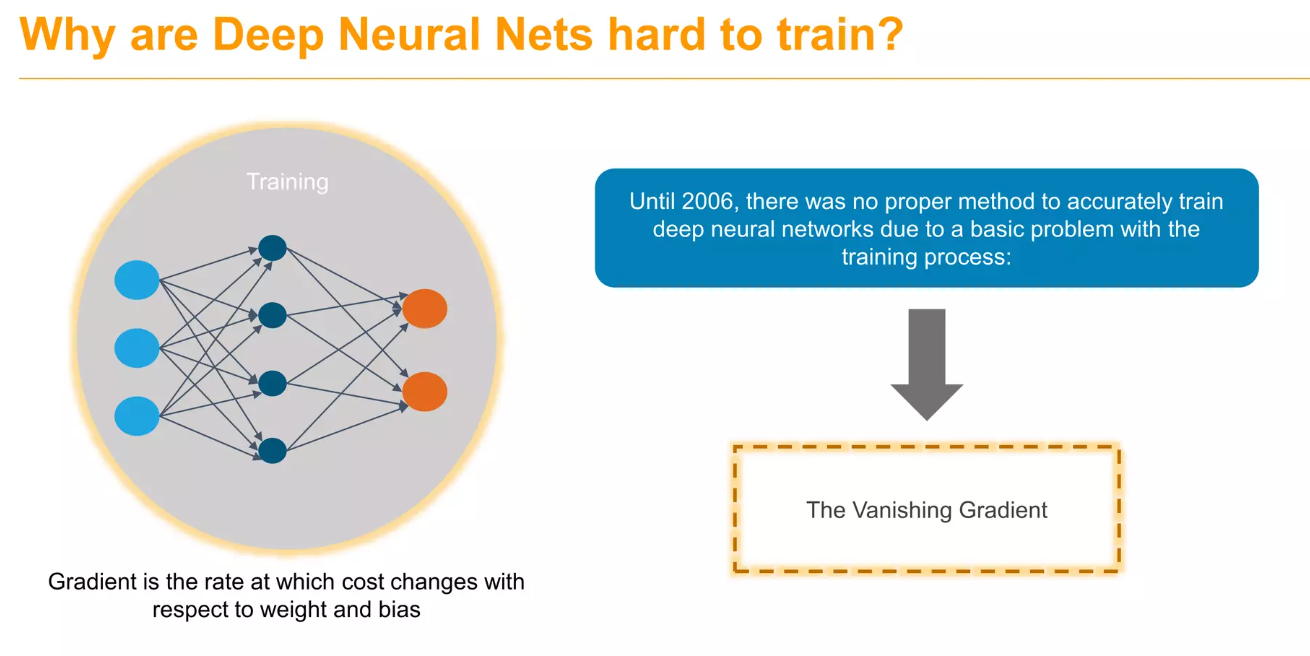 Why are Deep Neural Nets hard to train?
Training
Gradient is the rate at which cost changes with
respect to weight and bias
Until 2006, there was no proper method to accurately train
deep neural networks due to a basic problem with the
training process:
The Vanishing Gradient